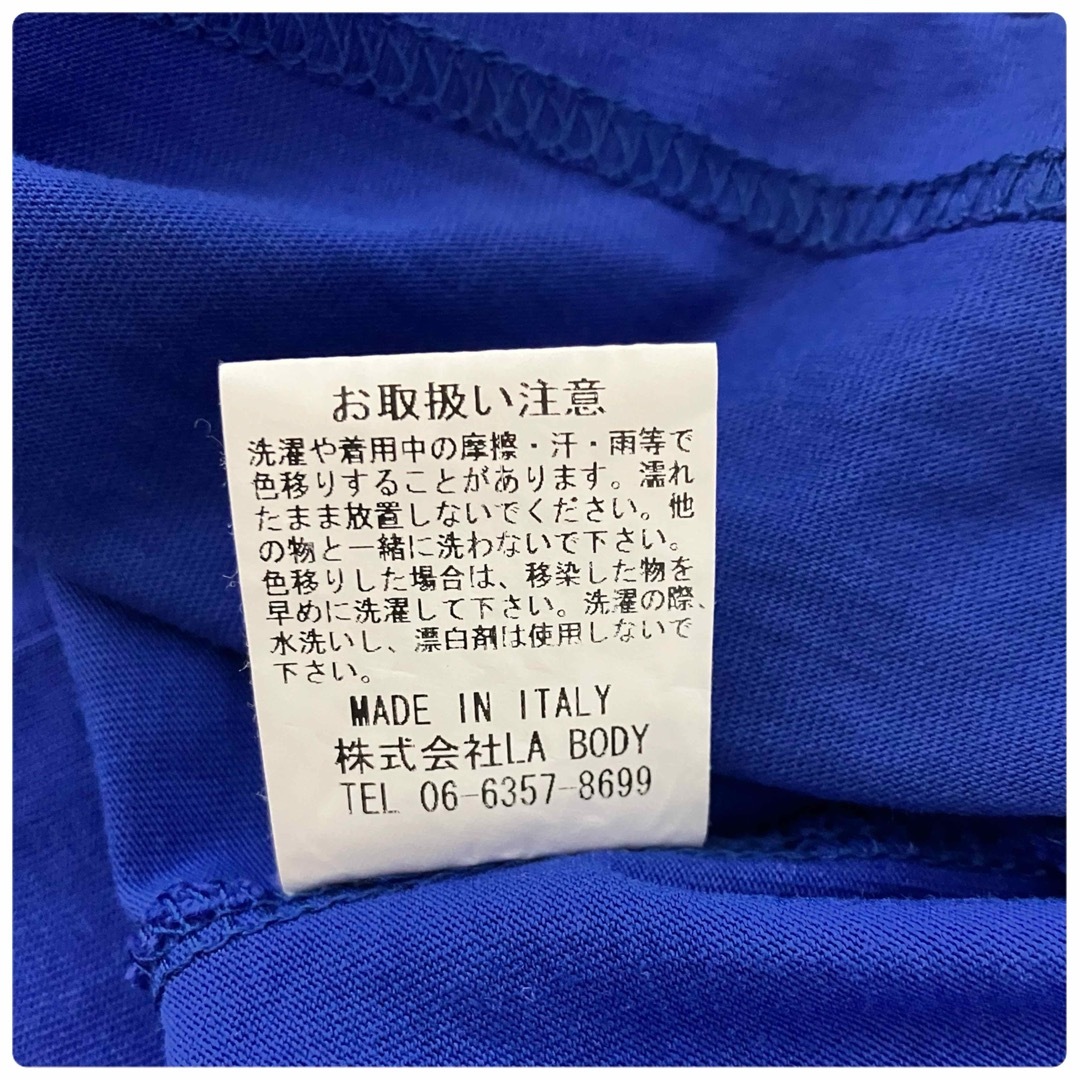 お取扱い注意
洗濯や着用中の摩擦・汗・雨等で
色移りすることがあります。濡れ
たまま放置しないでください。他
の物と一緒に洗わないで下さい。
色移りした場合は、移染した物を
早めに洗濯して下さい。洗濯の際、
水洗いし、漂白剤は使用しないで
下さい。
MADE IN ITALY
株式会社LA BODY
TEL 06-6357-8699